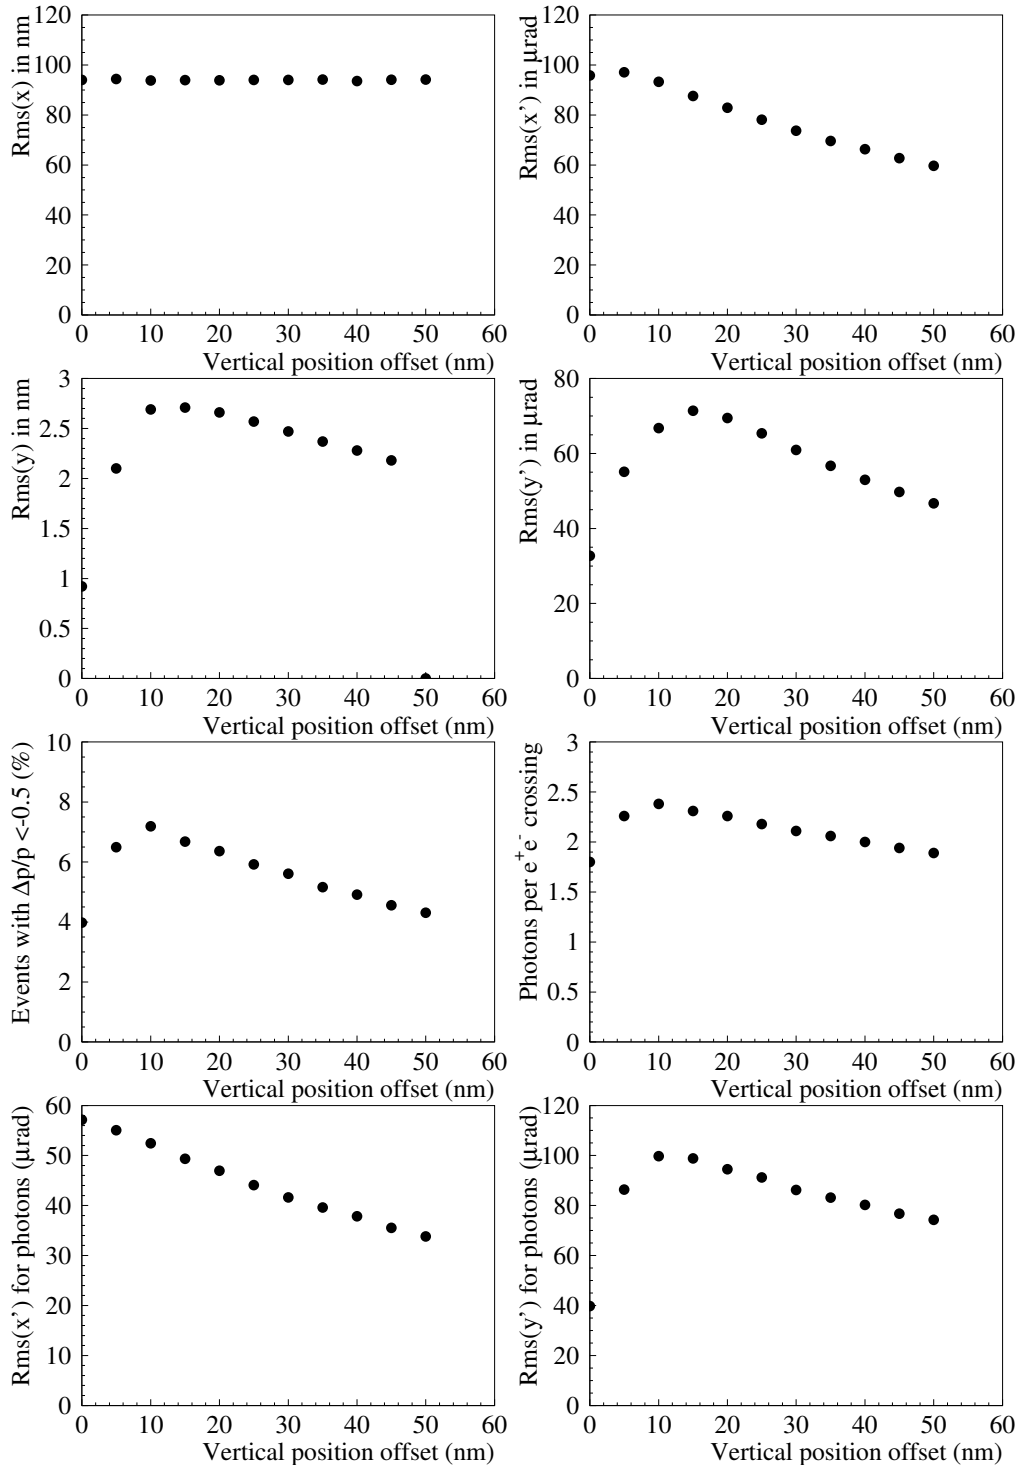 Rms(x) in nm
120
100
80
60
40
20
0
0 10 20 30 40 50 60
Vertical position offset (nm)
Rms(x’) in μrad
120
100
80
60
40
20
0
0 10 20 30 40 50 60
Vertical position offset (nm)
Rms(y) in nm
3
2.5
2
1.5
1
0.5
0
0 10 20 30 40 50 60
Vertical position offset (nm)
Rms(y’) in μrad
80
60
40
20
0
0 10 20 30 40 50 60
Vertical position offset (nm)
Events with Δp/p <-0.5 (%)
10
8
6
4
2
0
0 10 20 30 40 50 60
Vertical position offset (nm)
Photons per e⁺e⁻ crossing
3
2.5
2
1.5
1
0.5
0
0 10 20 30 40 50 60
Vertical position offset (nm)
Rms(x’) for photons (μrad)
60
50
40
30
20
10
0
0 10 20 30 40 50 60
Vertical position offset (nm)
Rms(y’) for photons (μrad)
120
100
80
60
40
20
0
0 10 20 30 40 50 60
Vertical position offset (nm)